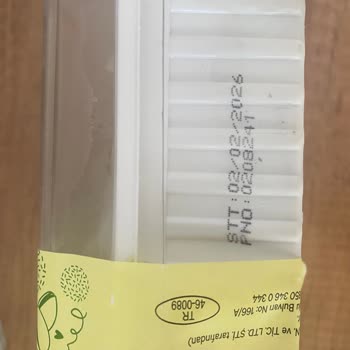 STT:02/02/2026
PNO:0208241
N. ve TİC. LTD. ŞTİ. tarafından)
Bulvarı No: 166/A
50 346 0 344
TR
46-0089